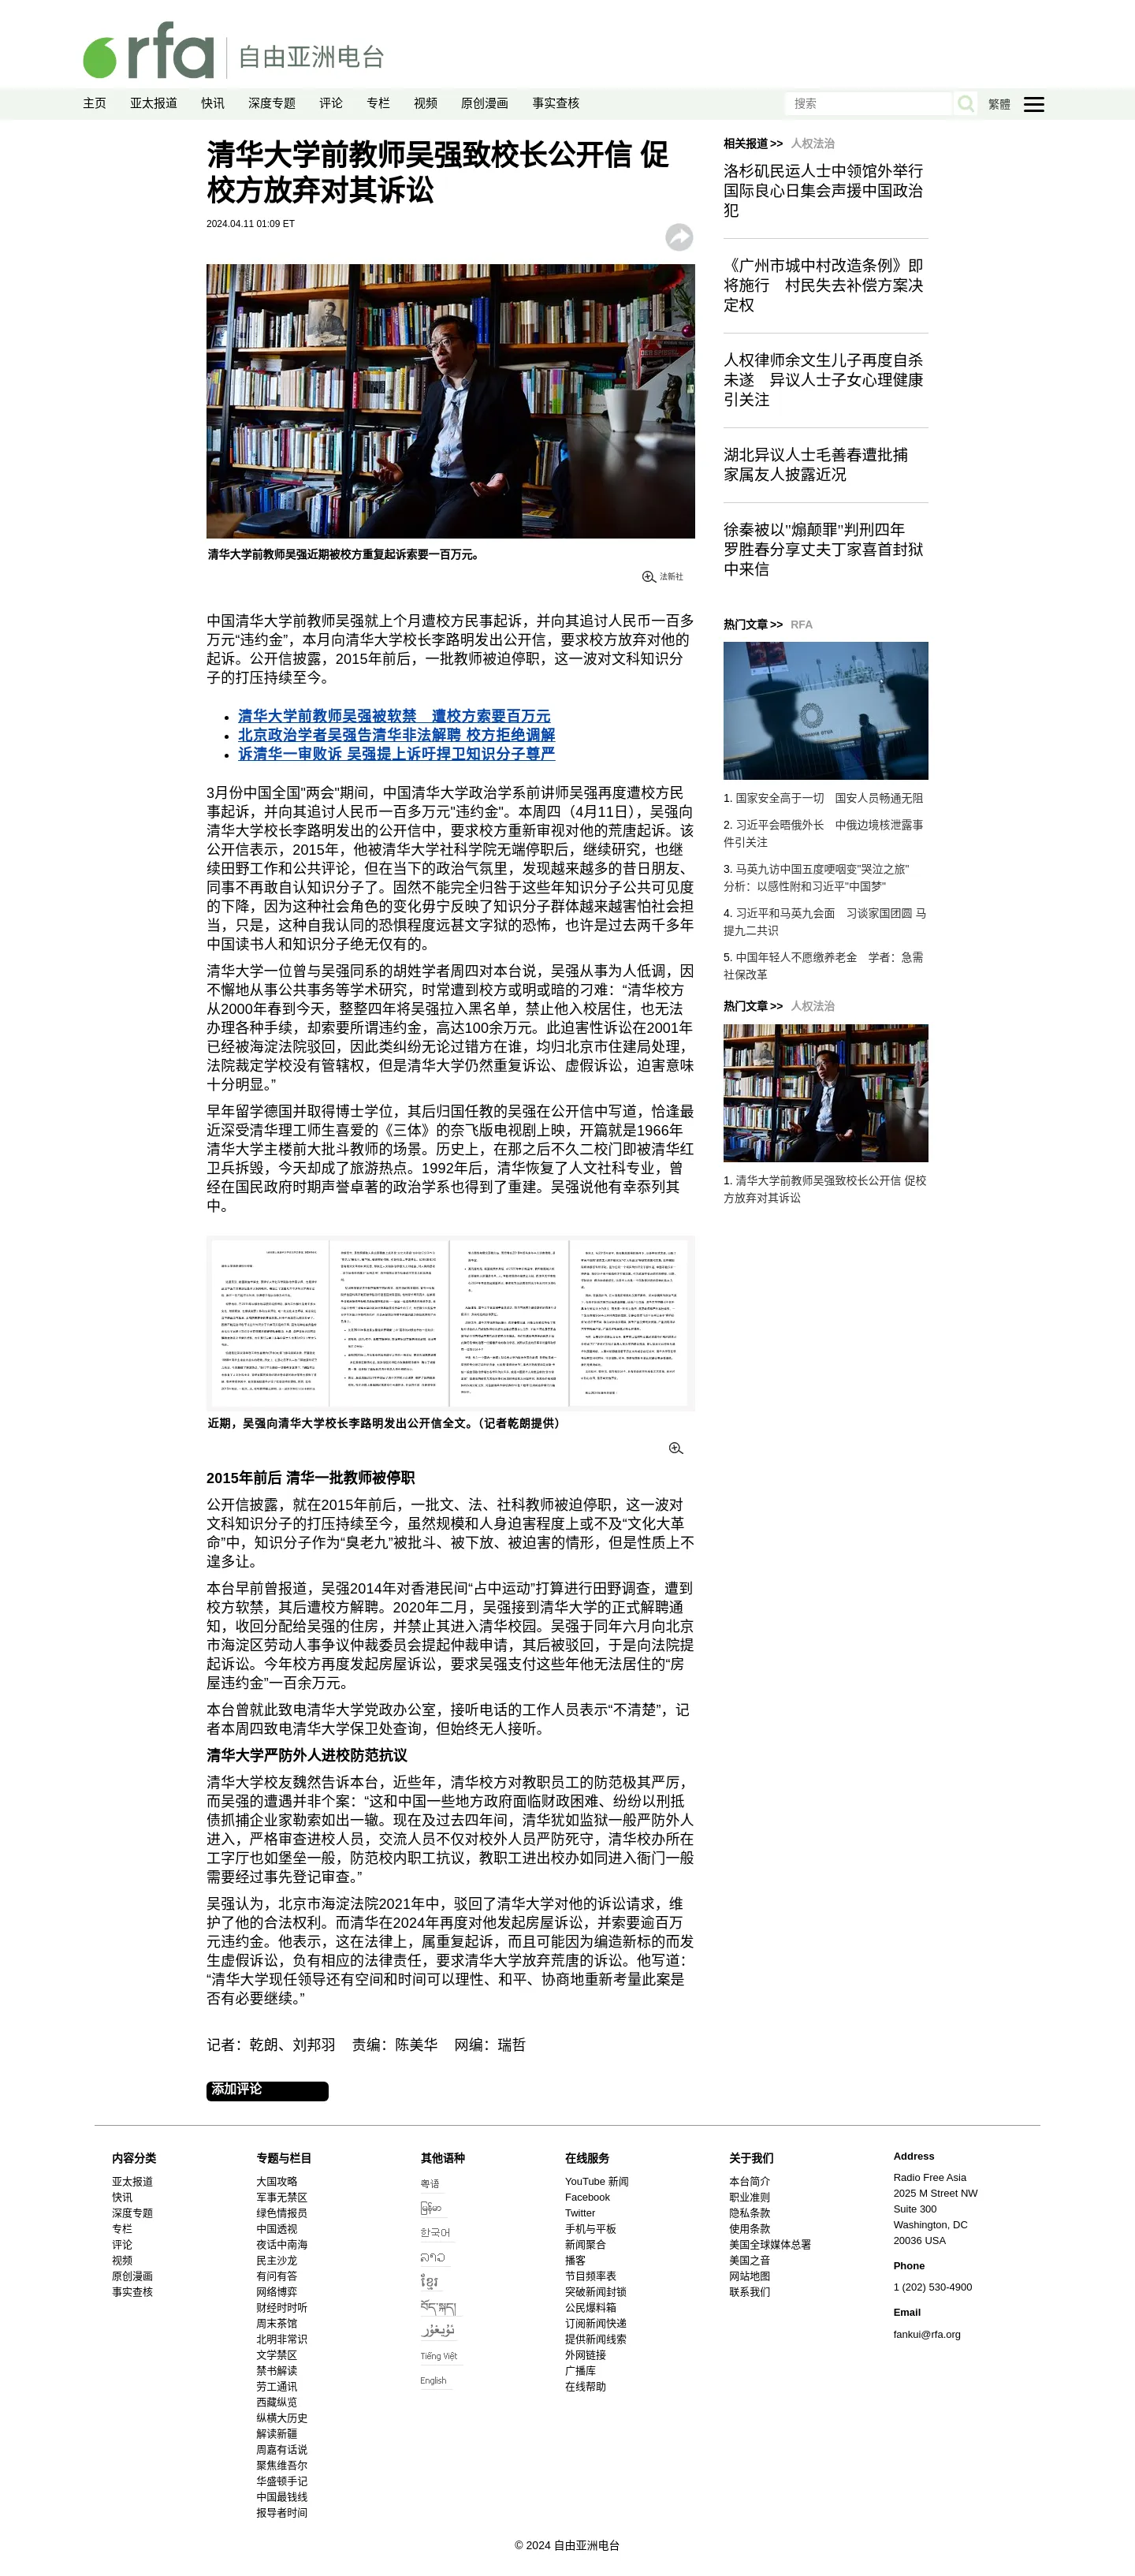 rfa 自由亚洲电台
主页 亚太报道 快讯 深度专题 评论 专栏 视频 原创漫画 事实查核 搜索 繁體
清华大学前教师吴强致校长公开信 促
校方放弃对其诉讼
2024.04.11 01:09 ET
清华大学前教师吴强近期被校方重复起诉索要一百万元。
法新社
中国清华大学前教师吴强就上个月遭校方民事起诉，并向其追讨人民币一百多
万元“违约金”，本月向清华大学校长李路明发出公开信，要求校方放弃对他的
起诉。公开信披露，2015年前后，一批教师被迫停职，这一波对文科知识分
子的打压持续至今。
清华大学前教师吴强被软禁　遭校方索要百万元
北京政治学者吴强告清华非法解聘 校方拒绝调解
诉清华一审败诉 吴强提上诉吁捍卫知识分子尊严
3月份中国全国"两会"期间，中国清华大学政治学系前讲师吴强再度遭校方民
事起诉，并向其追讨人民币一百多万元"违约金"。本周四（4月11日），吴强向
清华大学校长李路明发出的公开信中，要求校方重新审视对他的荒唐起诉。该
公开信表示，2015年，他被清华大学社科学院无端停职后，继续研究，也继
续田野工作和公共评论，但在当下的政治气氛里，发现越来越多的昔日朋友、
同事不再敢自认知识分子了。固然不能完全归咎于这些年知识分子公共可见度
的下降，因为这种社会角色的变化毋宁反映了知识分子群体越来越害怕社会担
当，只是，这种自我认同的恐惧程度远甚文字狱的恐怖，也许是过去两千多年
中国读书人和知识分子绝无仅有的。
清华大学一位曾与吴强同系的胡姓学者周四对本台说，吴强从事为人低调，因
不懈地从事公共事务等学术研究，时常遭到校方或明或暗的刁难：“清华校方
从2000年春到今天，整整四年将吴强拉入黑名单，禁止他入校居住，也无法
办理各种手续，却索要所谓违约金，高达100余万元。此迫害性诉讼在2001年
已经被海淀法院驳回，因此类纠纷无论过错方在谁，均归北京市住建局处理，
法院裁定学校没有管辖权，但是清华大学仍然重复诉讼、虚假诉讼，迫害意味
十分明显。”
早年留学德国并取得博士学位，其后归国任教的吴强在公开信中写道，恰逢最
近深受清华理工师生喜爱的《三体》的奈飞版电视剧上映，开篇就是1966年
清华大学主楼前大批斗教师的场景。历史上，在那之后不久二校门即被清华红
卫兵拆毁，今天却成了旅游热点。1992年后，清华恢复了人文社科专业，曾
经在国民政府时期声誉卓著的政治学系也得到了重建。吴强说他有幸忝列其
中。
近期，吴强向清华大学校长李路明发出公开信全文。（记者乾朗提供）
2015年前后 清华一批教师被停职
公开信披露，就在2015年前后，一批文、法、社科教师被迫停职，这一波对
文科知识分子的打压持续至今，虽然规模和人身迫害程度上或不及“文化大革
命”中，知识分子作为“臭老九”被批斗、被下放、被迫害的情形，但是性质上不
遑多让。
本台早前曾报道，吴强2014年对香港民间“占中运动”打算进行田野调查，遭到
校方软禁，其后遭校方解聘。2020年二月，吴强接到清华大学的正式解聘通
知，收回分配给吴强的住房，并禁止其进入清华校园。吴强于同年六月向北京
市海淀区劳动人事争议仲裁委员会提起仲裁申请，其后被驳回，于是向法院提
起诉讼。今年校方再度发起房屋诉讼，要求吴强支付这些年他无法居住的“房
屋违约金”一百余万元。
本台曾就此致电清华大学党政办公室，接听电话的工作人员表示“不清楚”，记
者本周四致电清华大学保卫处查询，但始终无人接听。
清华大学严防外人进校防范抗议
清华大学校友魏然告诉本台，近些年，清华校方对教职员工的防范极其严厉，
而吴强的遭遇并非个案：“这和中国一些地方政府面临财政困难、纷纷以刑抵
债抓捕企业家勒索如出一辙。现在及过去四年间，清华犹如监狱一般严防外人
进入，严格审查进校人员，交流人员不仅对校外人员严防死守，清华校办所在
工字厅也如堡垒一般，防范校内职工抗议，教职工进出校办如同进入衙门一般
需要经过事先登记审查。”
吴强认为，北京市海淀法院2021年中，驳回了清华大学对他的诉讼请求，维
护了他的合法权利。而清华在2024年再度对他发起房屋诉讼，并索要逾百万
元违约金。他表示，这在法律上，属重复起诉，而且可能因为编造新标的而发
生虚假诉讼，负有相应的法律责任，要求清华大学放弃荒唐的诉讼。他写道：
“清华大学现任领导还有空间和时间可以理性、和平、协商地重新考量此案是
否有必要继续。”
记者：乾朗、刘邦羽　责编：陈美华　网编：瑞哲
添加评论
相关报道 >> 人权法治
洛杉矶民运人士中领馆外举行
国际良心日集会声援中国政治
犯
《广州市城中村改造条例》即
将施行　村民失去补偿方案决
定权
人权律师余文生儿子再度自杀
未遂　异议人士子女心理健康
引关注
湖北异议人士毛善春遭批捕
家属友人披露近况
徐秦被以"煽颠罪"判刑四年
罗胜春分享丈夫丁家喜首封狱
中来信
热门文章 >> RFA
1. 国家安全高于一切　国安人员畅通无阻
2. 习近平会晤俄外长　中俄边境核泄露事
件引关注
3. 马英九访中国五度哽咽变"哭泣之旅"
分析：以感性附和习近平"中国梦"
4. 习近平和马英九会面　习谈家国团圆 马
提九二共识
5. 中国年轻人不愿缴养老金　学者：急需
社保改革
热门文章 >> 人权法治
1. 清华大学前教师吴强致校长公开信 促校
方放弃对其诉讼
内容分类
亚太报道
快讯
深度专题
专栏
评论
视频
原创漫画
事实查核
专题与栏目
大国攻略
军事无禁区
绿色情报员
中国透视
夜话中南海
民主沙龙
有问有答
网络博弈
财经时时听
周末茶馆
北明非常识
文学禁区
禁书解读
劳工通讯
西藏纵览
纵横大历史
解读新疆
周嘉有话说
聚焦维吾尔
华盛顿手记
中国最钱线
报导者时间
其他语种
粤语
မြန်မာ
한국어
ລາວ
ខ្មែរ
བོད་སྐད།
ئۇيغۇر
Tiếng Việt
English
在线服务
YouTube 新闻
Facebook
Twitter
手机与平板
新闻聚合
播客
节目频率表
突破新闻封锁
公民爆料箱
订阅新闻快递
提供新闻线索
外网链接
广播库
在线帮助
关于我们
本台简介
职业准则
隐私条款
使用条款
美国全球媒体总署
美国之音
网站地图
联系我们
Address
Radio Free Asia
2025 M Street NW
Suite 300
Washington, DC
20036 USA
Phone
1 (202) 530-4900
Email
fankui@rfa.org
© 2024 自由亚洲电台